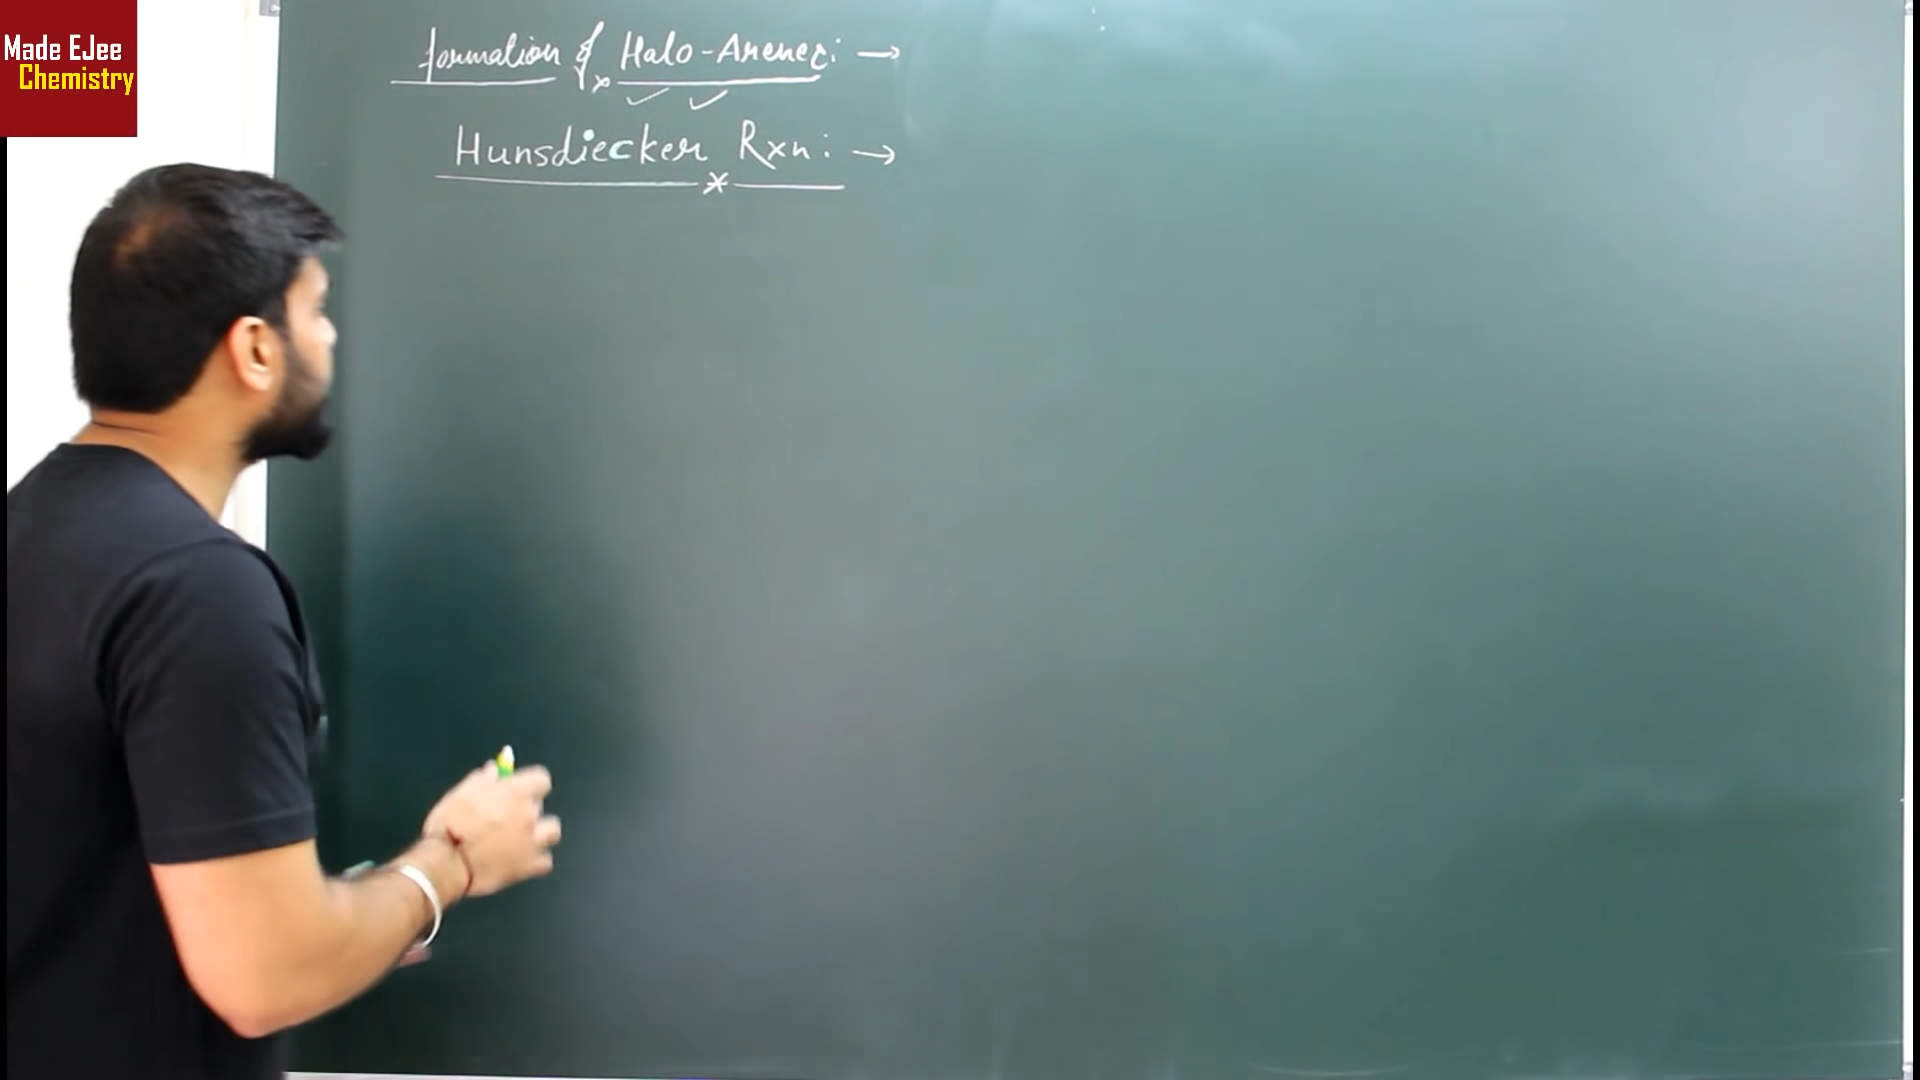 Made EJee
Chemistry
formation of Halo-Arenes: →
Hunsdiecker Rxn: →